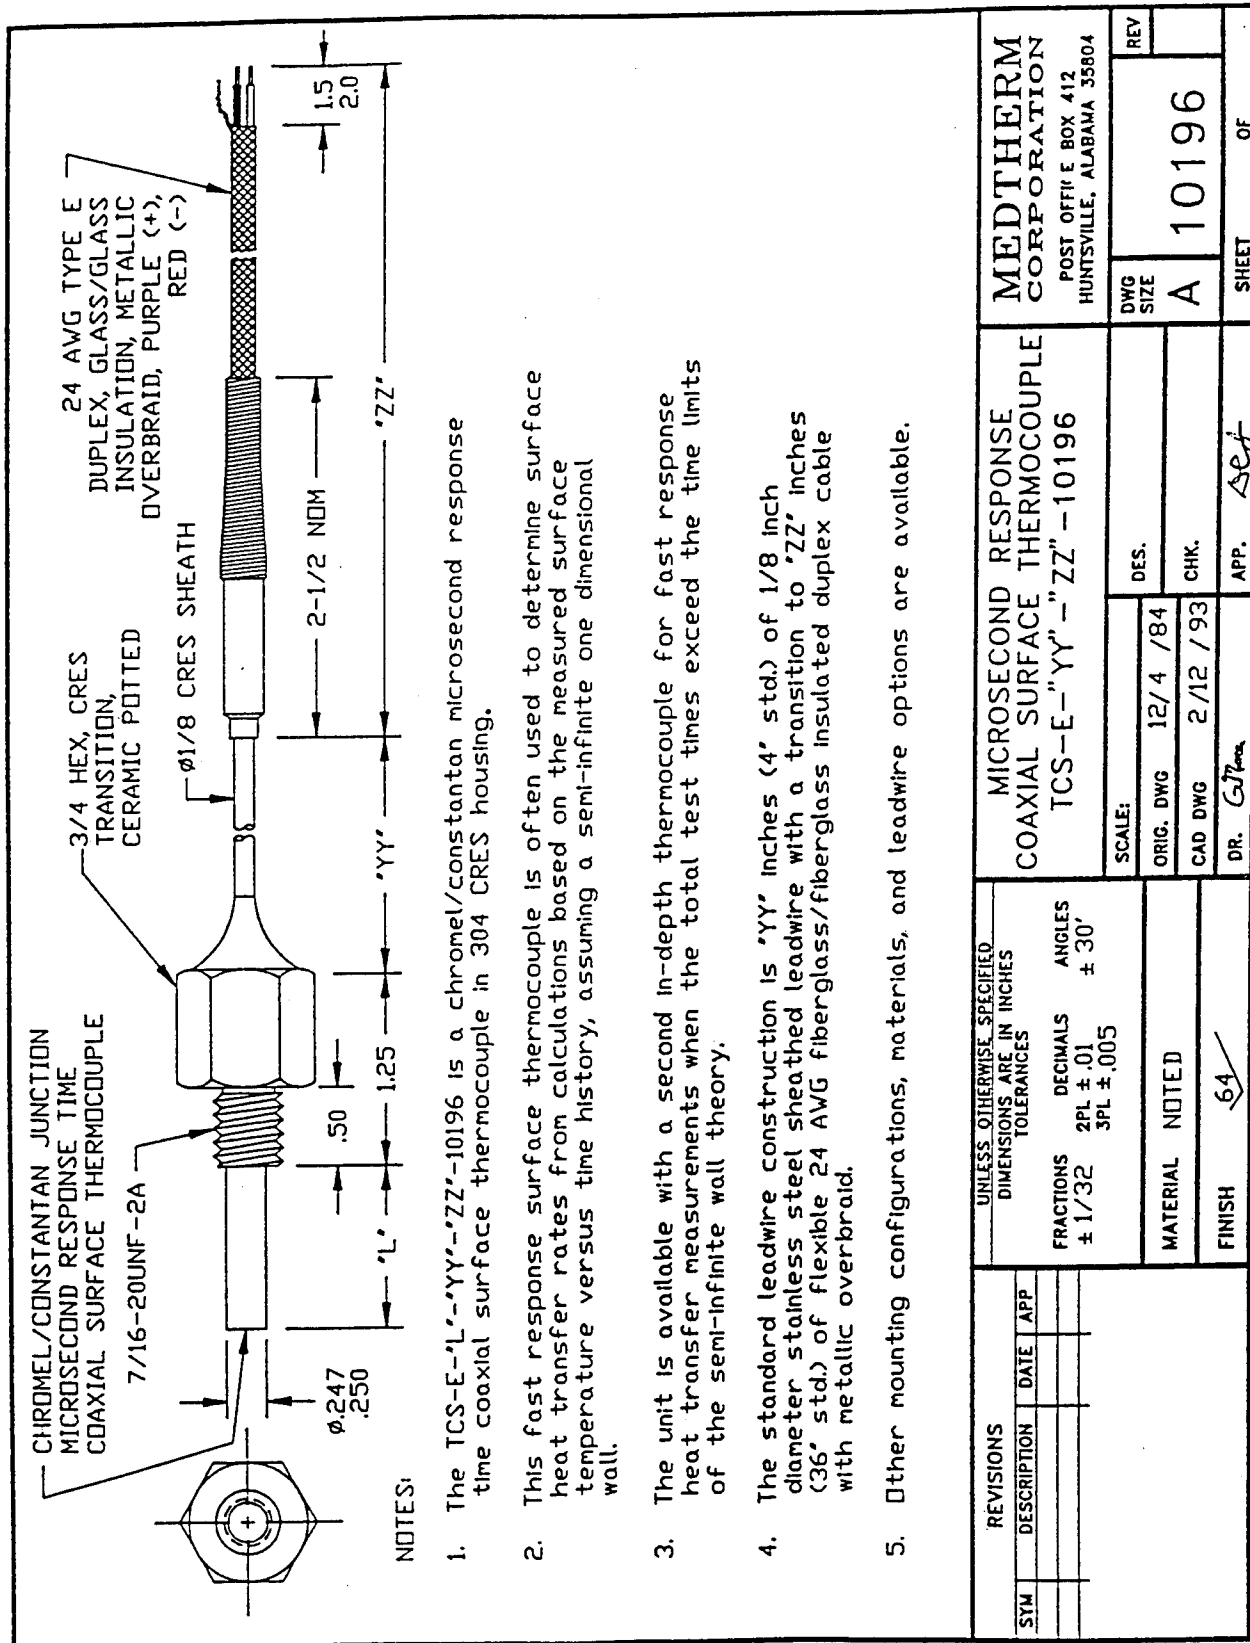 CHROMEL/CONSTANTAN JUNCTION
MICROSECOND RESPONSE TIME
COAXIAL SURFACE THERMOCOUPLE
7/16-20UNF-2A
3/4 HEX, CRES
TRANSITION,
CERAMIC POTTED
Ø1/8 CRES SHEATH
24 AWG TYPE E
DUPLEX, GLASS/GLASS
INSULATION, METALLIC
OVERBRAID, PURPLE (+),
RED (-)
Ø.247
.250
"L"
.50
1.25
"YY"
2-1/2 NOM
"ZZ"
1.5
2.0
NOTES:
1. The TCS-E-"L"-"YY"-"ZZ"-10196 is a chromel/constantan microsecond response
time coaxial surface thermocouple in 304 CRES housing.
2. This fast response surface thermocouple is often used to determine surface
heat transfer rates from calculations based on the measured surface
temperature versus time history, assuming a semi-infinite one dimensional
wall.
3. The unit is available with a second in-depth thermocouple for fast response
heat transfer measurements when the total test times exceed the time limits
of the semi-infinite wall theory.
4. The standard leadwire construction is "YY" inches (4" std.) of 1/8 inch
diameter stainless steel sheathed leadwire with a transition to "ZZ" inches
(36" std.) of flexible 24 AWG fiberglass/fiberglass insulated duplex cable
with metallic overbraid.
5. Other mounting configurations, materials, and leadwire options are available.
REVISIONS
SYM DESCRIPTION DATE APP
UNLESS OTHERWISE SPECIFIED
DIMENSIONS ARE IN INCHES
TOLERANCES
FRACTIONS DECIMALS ANGLES
± 1/32 2PL ± .01 ± 30'
3PL ± .005
MATERIAL NOTED
FINISH 64
MICROSECOND RESPONSE
COAXIAL SURFACE THERMOCOUPLE
TCS-E-"YY"-"ZZ"-10196
SCALE:
ORIG. DWG 12/4 /84
CAD DWG 2/12 /93
DR.
DES.
CHK.
APP.
MEDTHERM
CORPORATION
POST OFFICE BOX 412
HUNTSVILLE, ALABAMA 35804
DWG
SIZE
A
10196
REV
SHEET OF